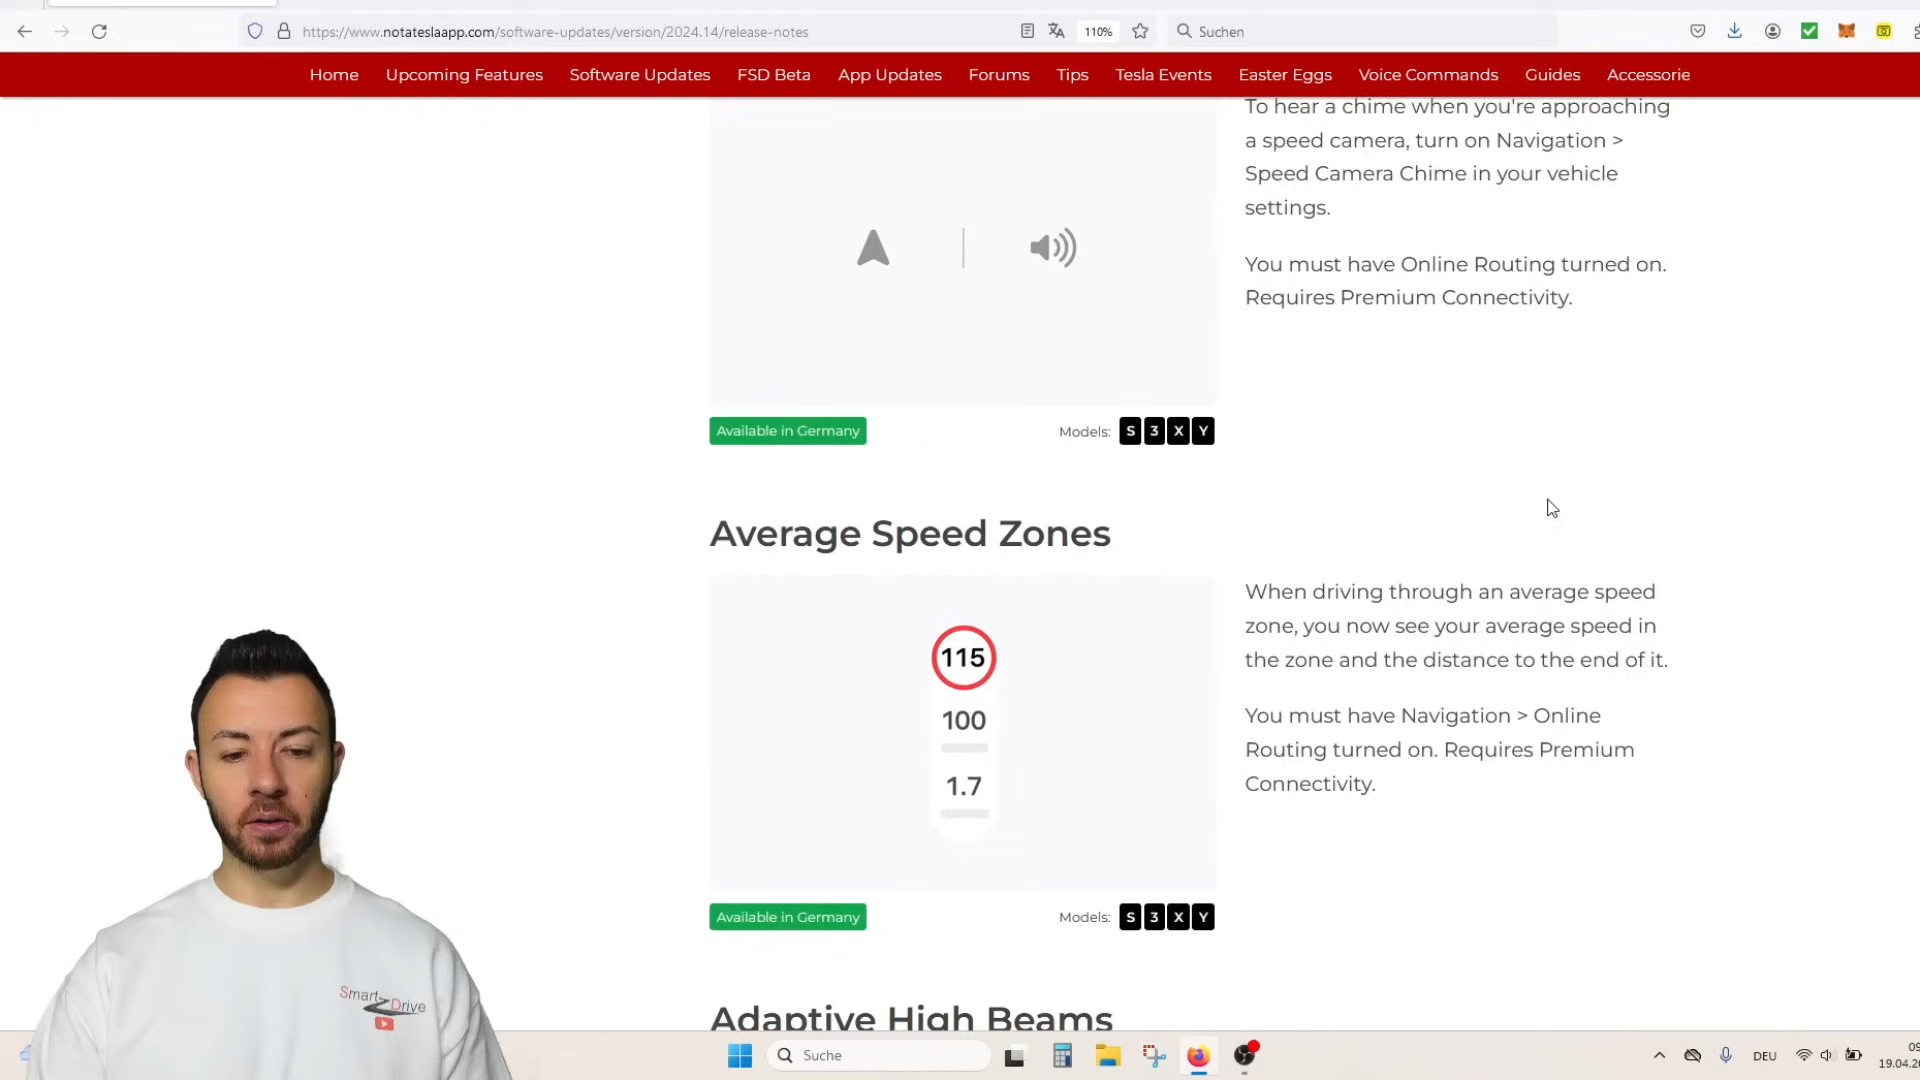 https://www.notateslaapp.com/software-updates/version/2024.14/release-notes
110%
Suchen
Home
Upcoming Features
Software Updates
FSD Beta
App Updates
Forums
Tips
Tesla Events
Easter Eggs
Voice Commands
Guides
Accessorie
To hear a chime when you're approaching
a speed camera, turn on Navigation >
Speed Camera Chime in your vehicle
settings.
You must have Online Routing turned on.
Requires Premium Connectivity.
Available in Germany
Models: S 3 X Y
Average Speed Zones
115
100
1.7
When driving through an average speed
zone, you now see your average speed in
the zone and the distance to the end of it.
You must have Navigation > Online
Routing turned on. Requires Premium
Connectivity.
Available in Germany
Models: S 3 X Y
Adaptive High Beams
Smart Drive
Suche
DEU
09
19.04.2